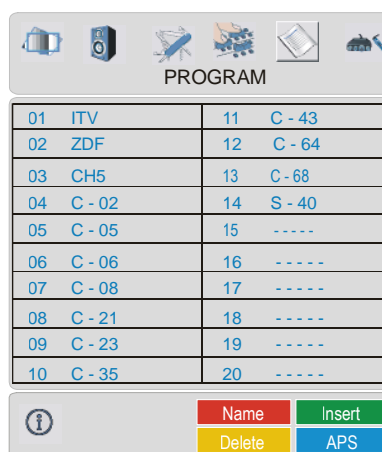 PROGRAM
01 ITV 11 C - 43
02 ZDF 12 C - 64
03 CH5 13 C - 68
04 C - 02 14 S - 40
05 C - 05 15 - - - - -
06 C - 06 16 - - - - -
07 C - 08 17 - - - - -
08 C - 21 18 - - - - -
09 C - 23 19 - - - - -
10 C - 35 20 - - - - -
Name Insert
Delete APS